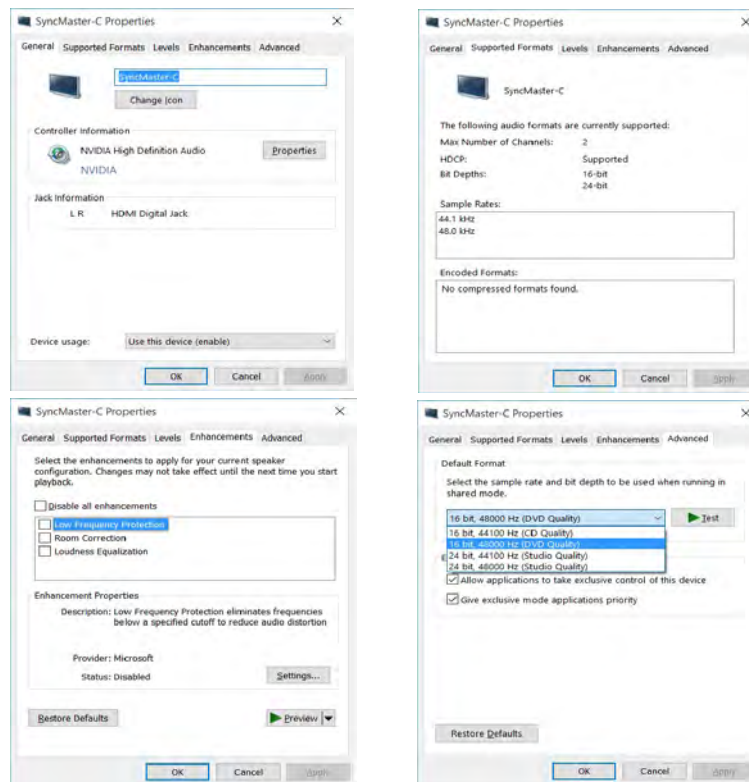 SyncMaster-C Properties
General Supported Formats Levels Enhancements Advanced
SyncMaster-C
Change Icon
Controller Information
NVIDIA High Definition Audio Properties
NVIDIA
Jack Information
L R HDMI Digital Jack
Device usage: Use this device (enable)
OK Cancel Apply
SyncMaster-C Properties
General Supported Formats Levels Enhancements Advanced
SyncMaster-C
The following audio formats are currently supported:
Max Number of Channels: 2
HDCP: Supported
Bit Depths: 16-bit
24-bit
Sample Rates:
44.1 kHz
48.0 kHz
Encoded Formats:
No compressed formats found.
OK Cancel Apply
SyncMaster-C Properties
General Supported Formats Levels Enhancements Advanced
Select the enhancements to apply for your current speaker
configuration. Changes may not take effect until the next time you start
playback.
Disable all enhancements
Low Frequency Protection
Room Correction
Loudness Equalization
Enhancement Properties
Description: Low Frequency Protection eliminates frequencies
below a specified cutoff to reduce audio distortion
Provider: Microsoft
Status: Disabled Settings...
Restore Defaults Preview
OK Cancel Apply
SyncMaster-C Properties
General Supported Formats Levels Enhancements Advanced
Default Format
Select the sample rate and bit depth to be used when running in
shared mode.
16 bit, 48000 Hz (DVD Quality) Test
16 bit, 44100 Hz (CD Quality)
16 bit, 48000 Hz (DVD Quality)
24 bit, 44100 Hz (Studio Quality)
24 bit, 48000 Hz (Studio Quality)
Allow applications to take exclusive control of this device
Give exclusive mode applications priority
Restore Defaults
OK Cancel Apply